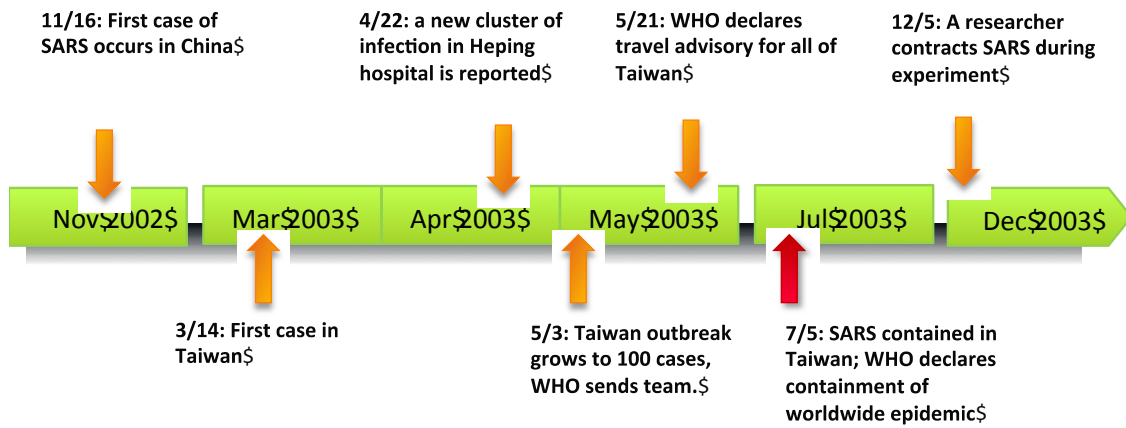 11/16: First case of
SARS occurs in China$
4/22: a new cluster of
infection in Heping
hospital is reported$
5/21: WHO declares
travel advisory for all of
Taiwan$
12/5: A researcher
contracts SARS during
experiment$
Nov$2002$
Mar$2003$
Apr$2003$
May$2003$
Jul$2003$
Dec$2003$
3/14: First case in
Taiwan$
5/3: Taiwan outbreak
grows to 100 cases,
WHO sends team.$
7/5: SARS contained in
Taiwan; WHO declares
containment of
worldwide epidemic$